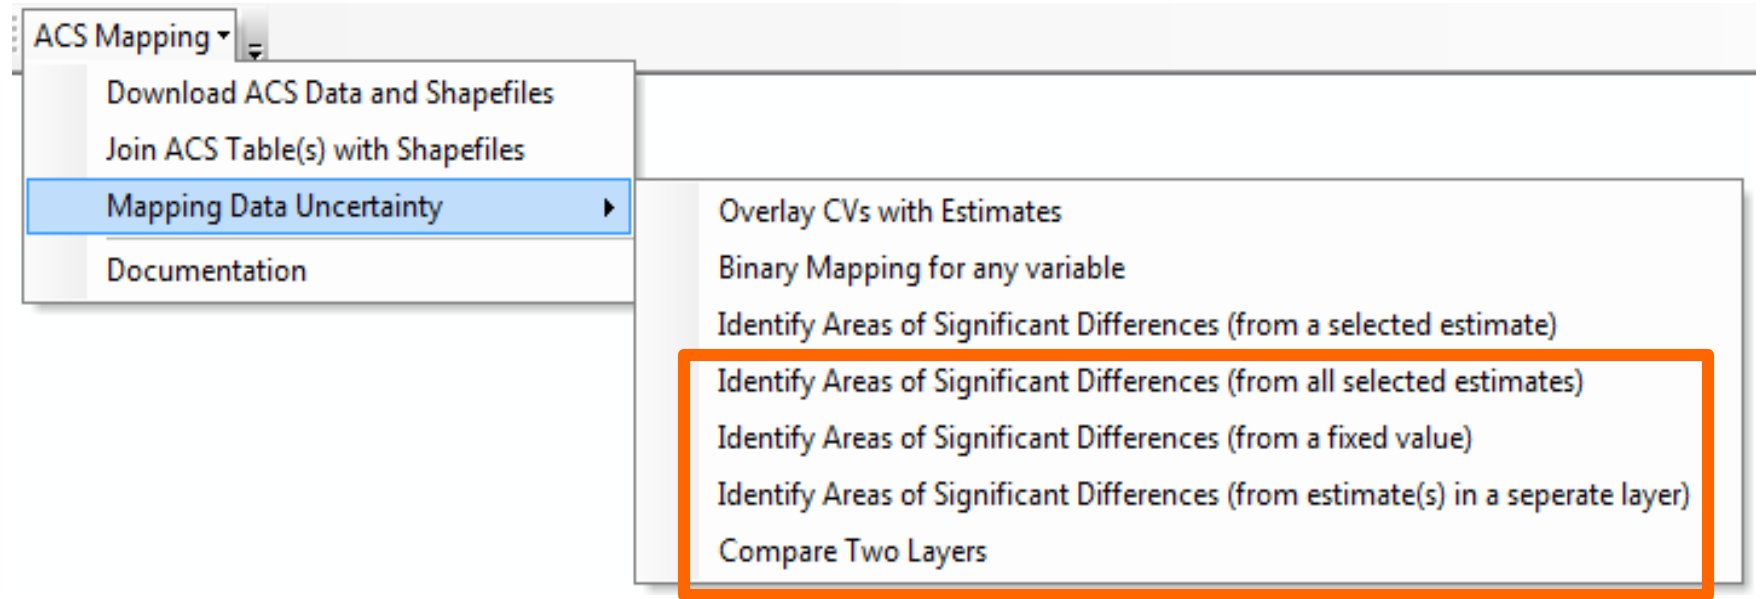 ACS Mapping
Download ACS Data and Shapefiles
Join ACS Table(s) with Shapefiles
Mapping Data Uncertainty
Documentation
Overlay CVs with Estimates
Binary Mapping for any variable
Identify Areas of Significant Differences (from a selected estimate)
Identify Areas of Significant Differences (from all selected estimates)
Identify Areas of Significant Differences (from a fixed value)
Identify Areas of Significant Differences (from estimate(s) in a seperate layer)
Compare Two Layers